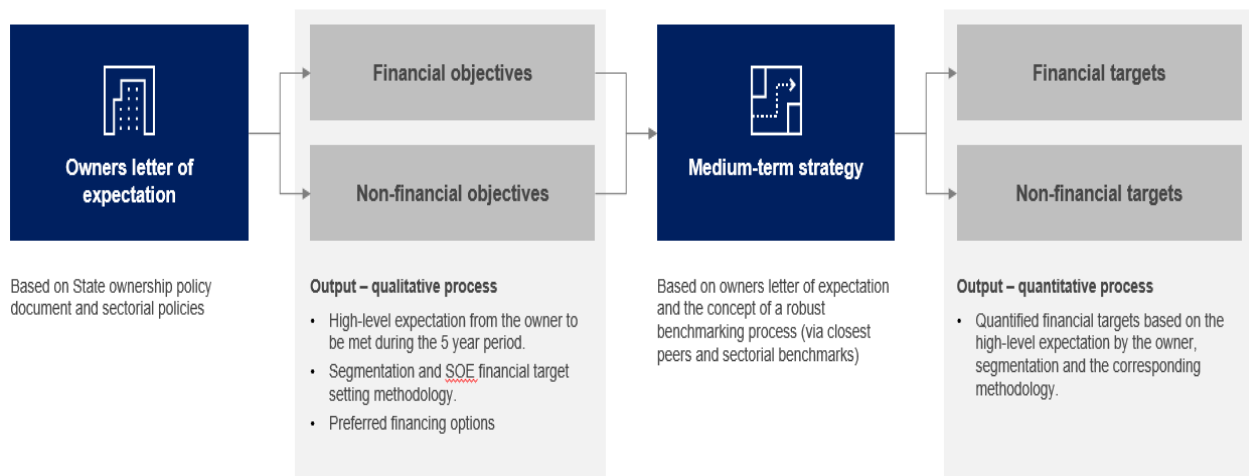 Owners letter of
expectation
Financial objectives
Non-financial objectives
Medium-term strategy
Financial targets
Non-financial targets
Based on State ownership policy
document and sectorial policies
Output – qualitative process
• High-level expectation from the owner to
be met during the 5 year period.
• Segmentation and SOE financial target
setting methodology.
• Preferred financing options
Based on owners letter of expectation
and the concept of a robust
benchmarking process (via closest
peers and sectorial benchmarks)
Output – quantitative process
• Quantified financial targets based on the
high-level expectation by the owner,
segmentation and the corresponding
methodology.